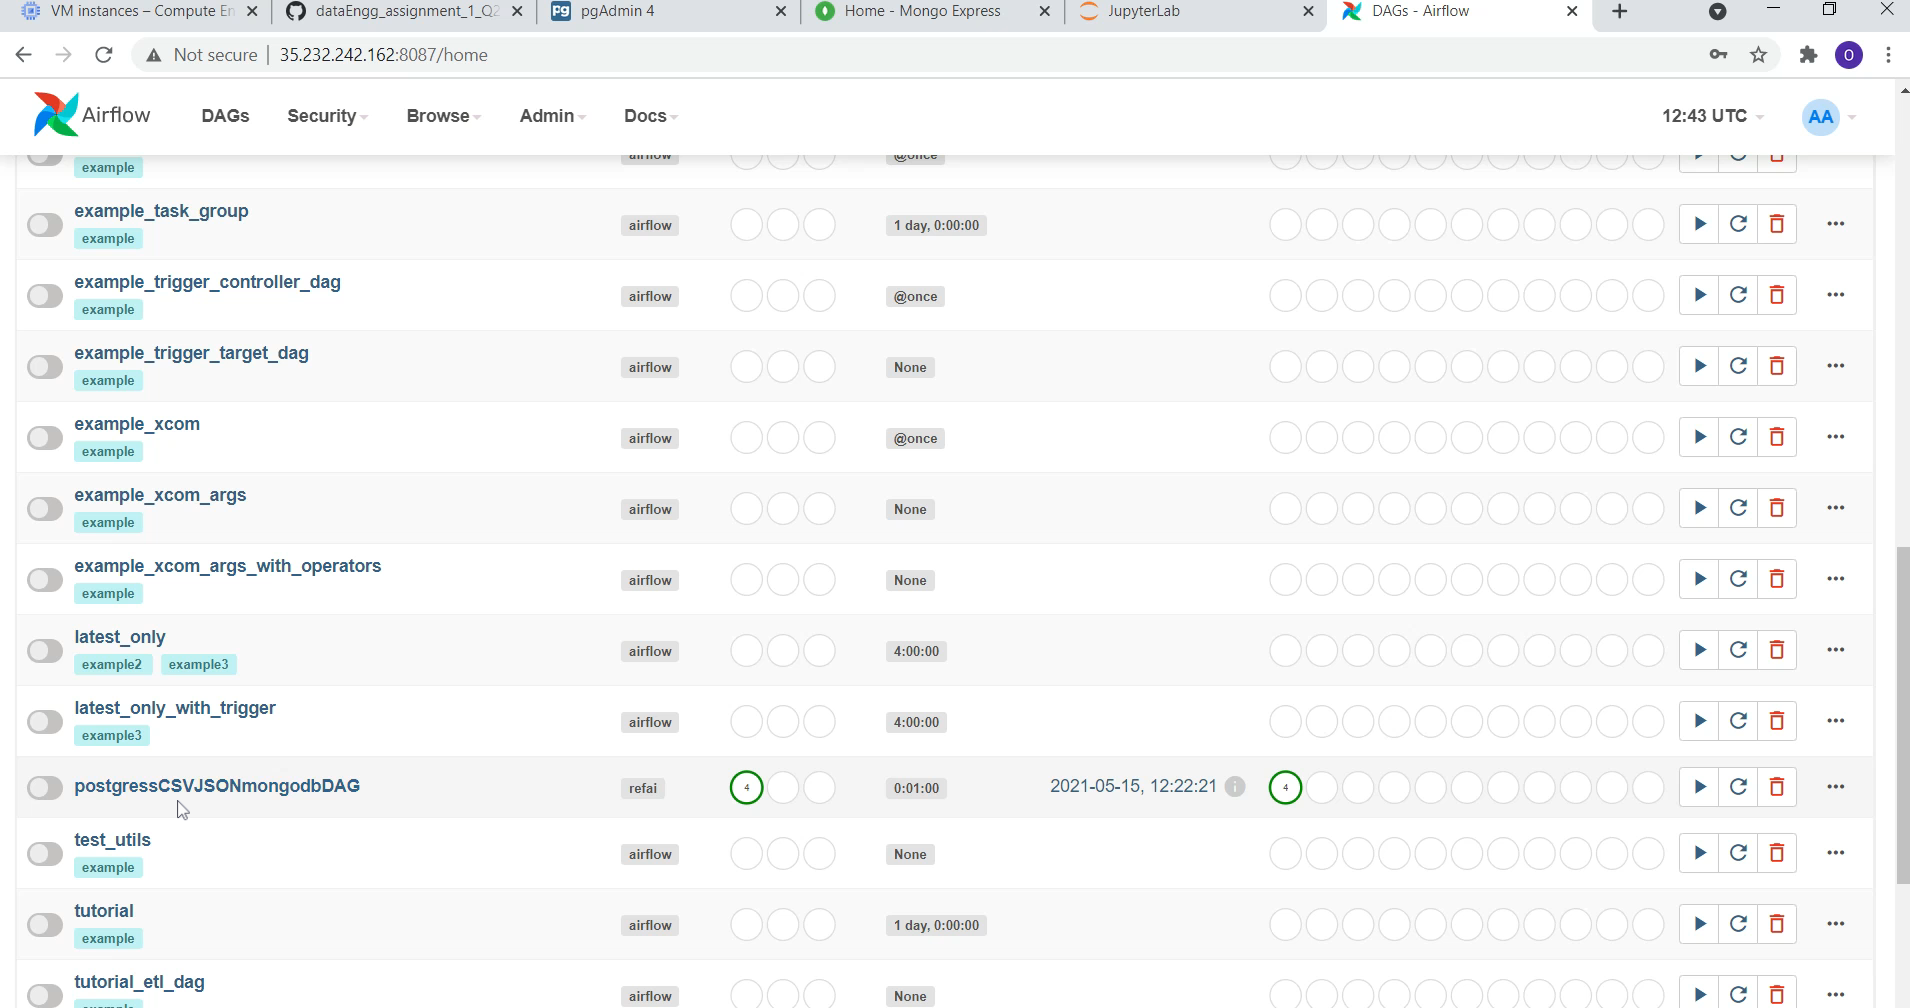 VM instances – Compute En
dataEngg_assignment_1_Q2
pgAdmin 4
Home - Mongo Express
JupyterLab
DAGs - Airflow
Not secure 35.232.242.162:8087/home
O
Airflow DAGs Security Browse Admin Docs 12:43 UTC AA
airflow @once
example
example_task_group
example airflow 1 day, 0:00:00
example_trigger_controller_dag
example airflow @once
example_trigger_target_dag
example airflow None
example_xcom
example airflow @once
example_xcom_args
example airflow None
example_xcom_args_with_operators
example airflow None
latest_only
example2 example3 airflow 4:00:00
latest_only_with_trigger
example3 airflow 4:00:00
postgressCSVJSONmongodbDAG refai 4 0:01:00 2021-05-15, 12:22:21 4
test_utils
example airflow None
tutorial
example airflow 1 day, 0:00:00
tutorial_etl_dag
airflow None